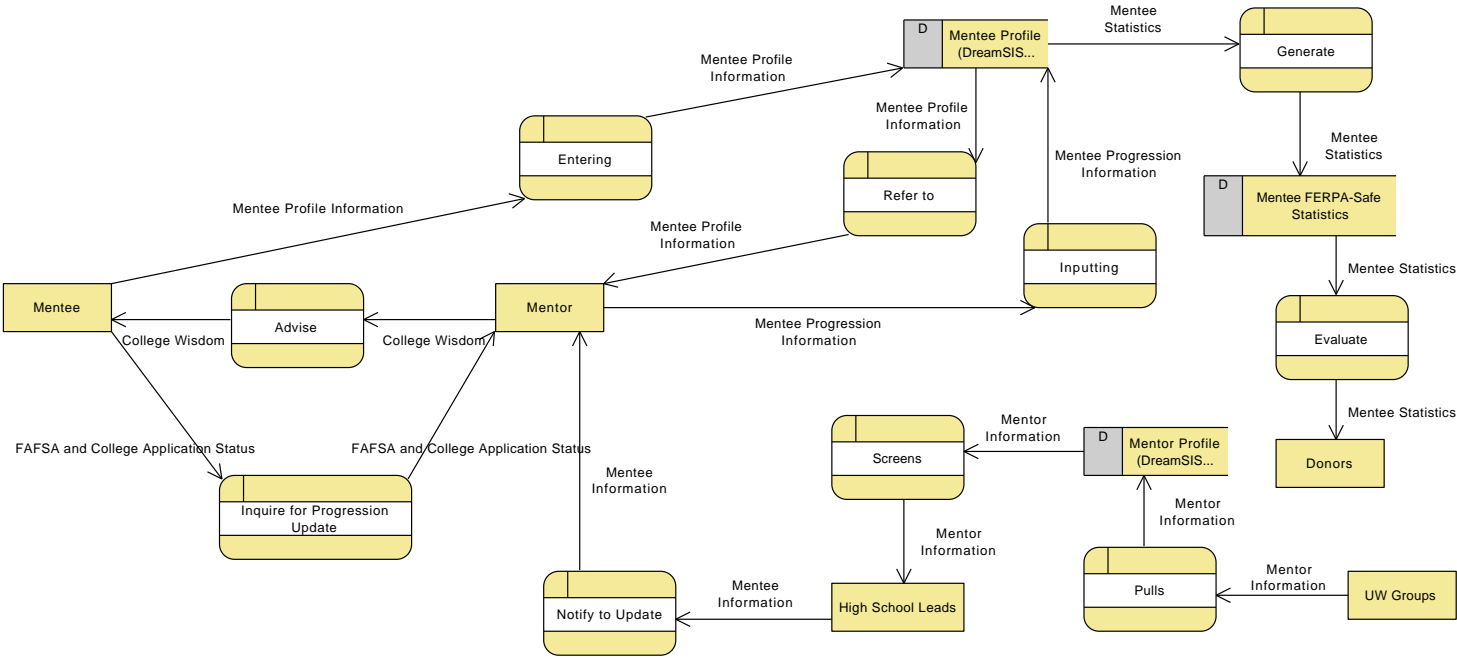 Mentee
Statistics
D
Mentee Profile
(DreamSIS...
Generate
Mentee Profile
Information
Mentee Profile
Information
Mentee
Statistics
Entering
Mentee Progression
Information
Refer to
D
Mentee FERPA-Safe
Statistics
Mentee Profile Information
Mentee Profile
Information
Inputting
Mentee Statistics
Mentee
Advise
Mentor
Mentee Progression
Information
College Wisdom
College Wisdom
Evaluate
Mentee Statistics
FAFSA and College Application Status
FAFSA and College Application Status
Mentor
Information
D
Mentor Profile
(DreamSIS...
Screens
Donors
Mentee
Information
Inquire for Progression
Update
Mentor
Information
Mentor
Information
Mentee
Information
Mentor
Information
Pulls
UW Groups
Notify to Update
High School Leads